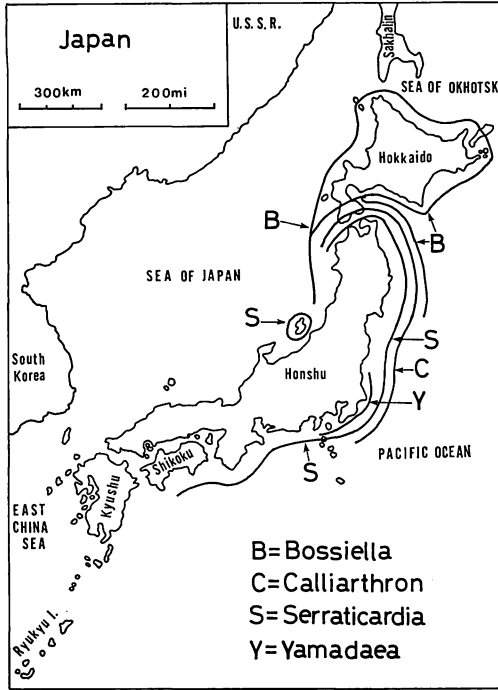 Japan
300km
200mi
U.S.S.R.
Sakhalin
SEA OF OKHOTSK
Hokkaido
B
B
SEA OF JAPAN
S
S
South
Korea
Honshu
C
Y
S
PACIFIC OCEAN
Shikoku
Kyushu
EAST
CHINA
SEA
Ryukyu I.
B=Bossiella
C=Calliarthron
S=Serraticardia
Y=Yamadaea